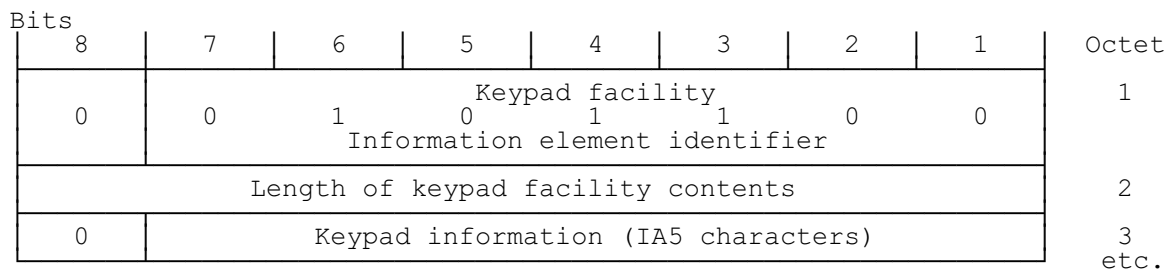 Bits
8 7 6 5 4 3 2 1 Octet
Keypad facility 1
0 0 1 0 1 1 0 0
Information element identifier
Length of keypad facility contents 2
0 Keypad information (IA5 characters) 3
etc.